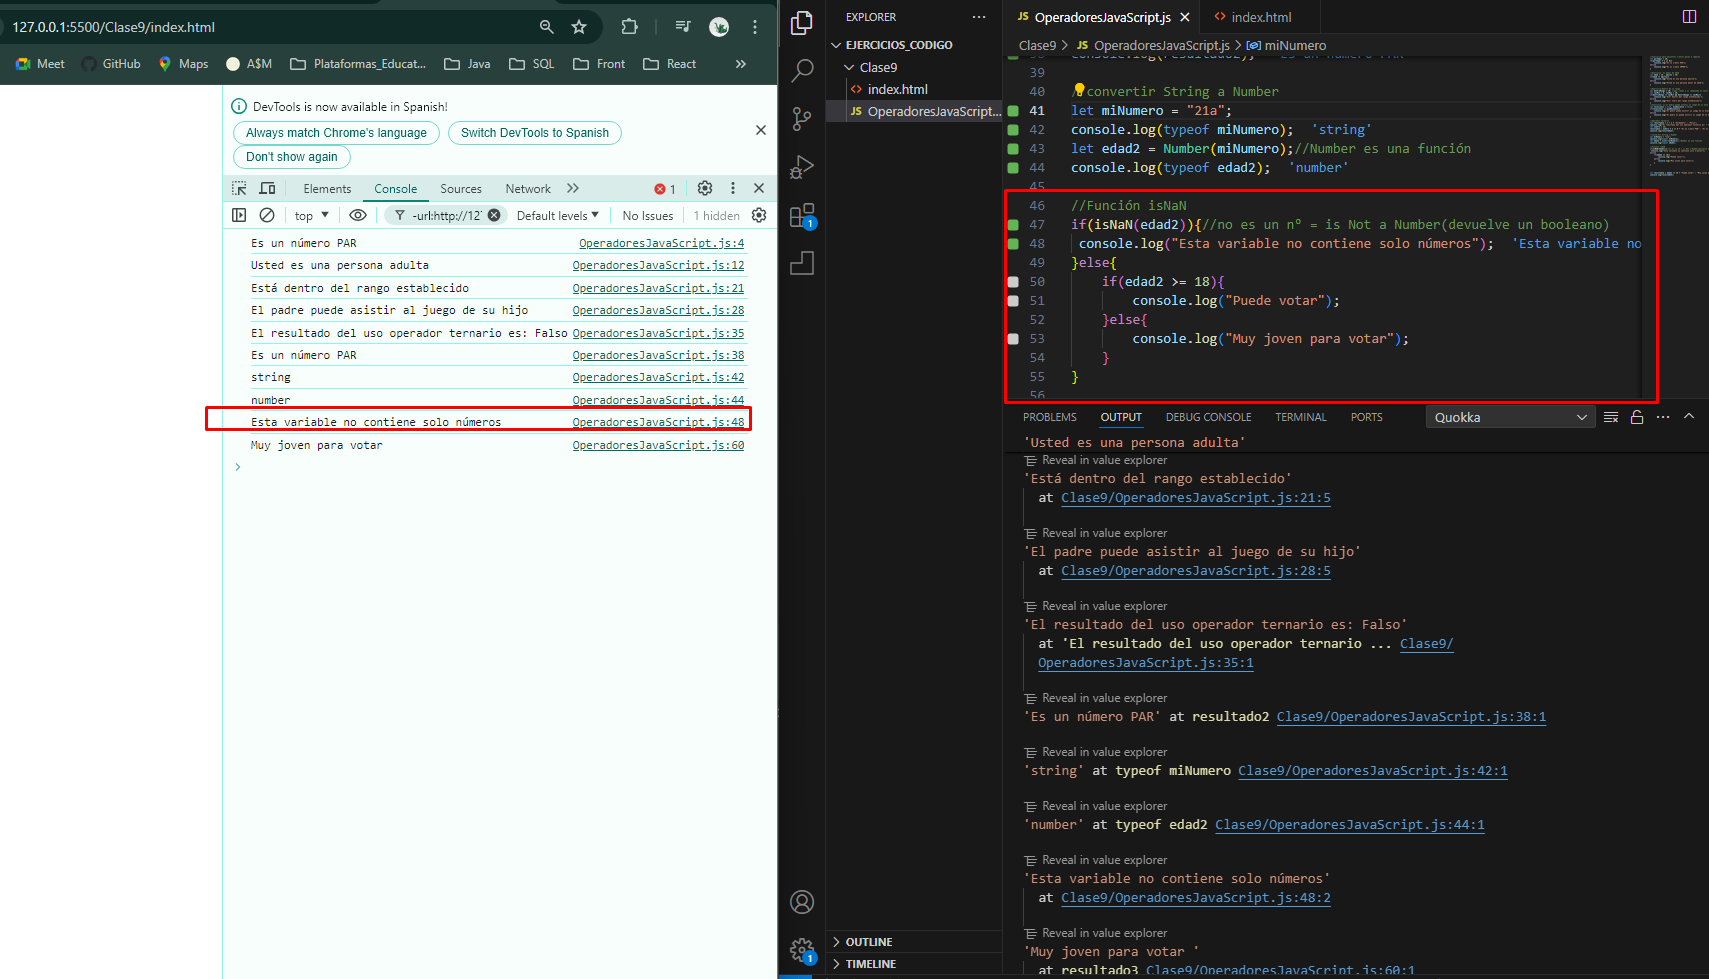 127.0.0.1:5500/Clase9/index.html
Meet GitHub Maps A$M Plataformas_Educat... Java SQL Front React
DevTools is now available in Spanish!
Always match Chrome's language Switch DevTools to Spanish
Don't show again
Elements Console Sources Network 1
top -url:http://12 Default levels No Issues 1 hidden
Es un número PAR OperadoresJavaScript.js:4
Usted es una persona adulta OperadoresJavaScript.js:12
Está dentro del rango establecido OperadoresJavaScript.js:21
El padre puede asistir al juego de su hijo OperadoresJavaScript.js:28
El resultado del uso operador ternario es: Falso OperadoresJavaScript.js:35
Es un número PAR OperadoresJavaScript.js:38
string OperadoresJavaScript.js:42
number OperadoresJavaScript.js:44
Esta variable no contiene solo números OperadoresJavaScript.js:48
Muy joven para votar OperadoresJavaScript.js:60
>
1
1
EXPLORER ...
EJERCICIOS_CODIGO
Clase9
<> index.html
JS OperadoresJavaScript...
OUTLINE
TIMELINE
JS OperadoresJavaScript.js <> index.html
Clase9 > JS OperadoresJavaScript.js > miNumero
39
40 //convertir String a Number
41 let miNumero = "21a";
42 console.log(typeof miNumero); 'string'
43 let edad2 = Number(miNumero);//Number es una función
44 console.log(typeof edad2); 'number'
45
46 //Función isNaN
47 if(isNaN(edad2)){//no es un nº = is Not a Number(devuelve un booleano)
48 console.log("Esta variable no contiene solo números"); 'Esta variable no
49 }else{
50 if(edad2 >= 18){
51 console.log("Puede votar");
52 }else{
53 console.log("Muy joven para votar");
54 }
55 }
56
PROBLEMS OUTPUT DEBUG CONSOLE TERMINAL PORTS Quokka
'Usted es una persona adulta'
Reveal in value explorer
'Está dentro del rango establecido'
at Clase9/OperadoresJavaScript.js:21:5
Reveal in value explorer
'El padre puede asistir al juego de su hijo'
at Clase9/OperadoresJavaScript.js:28:5
Reveal in value explorer
'El resultado del uso operador ternario es: Falso'
at 'El resultado del uso operador ternario ... Clase9/
OperadoresJavaScript.js:35:1
Reveal in value explorer
'Es un número PAR' at resultado2 Clase9/OperadoresJavaScript.js:38:1
Reveal in value explorer
'string' at typeof miNumero Clase9/OperadoresJavaScript.js:42:1
Reveal in value explorer
'number' at typeof edad2 Clase9/OperadoresJavaScript.js:44:1
Reveal in value explorer
'Esta variable no contiene solo números'
at Clase9/OperadoresJavaScript.js:48:2
Reveal in value explorer
'Muy joven para votar '
at resultado3 Clase9/OperadoresJavaScript.js:60:1